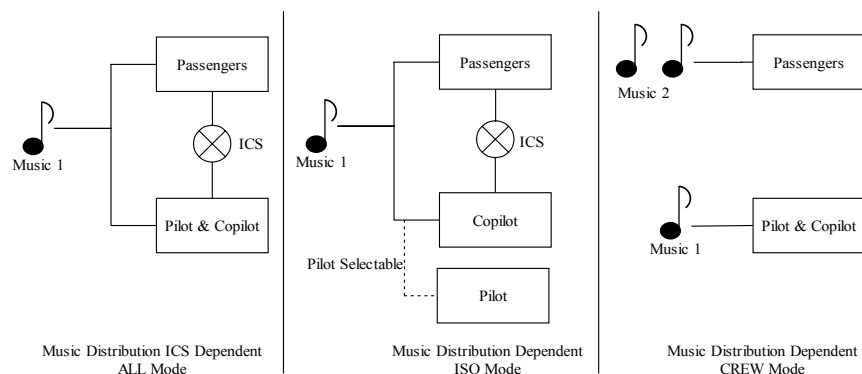 Passengers
ICS
Music 1
Pilot & Copilot
Music Distribution ICS Dependent
ALL Mode
Passengers
ICS
Music 1
Copilot
Pilot Selectable
Pilot
Music Distribution Dependent
ISO Mode
Passengers
Music 2
Pilot & Copilot
Music 1
Music Distribution Dependent
CREW Mode